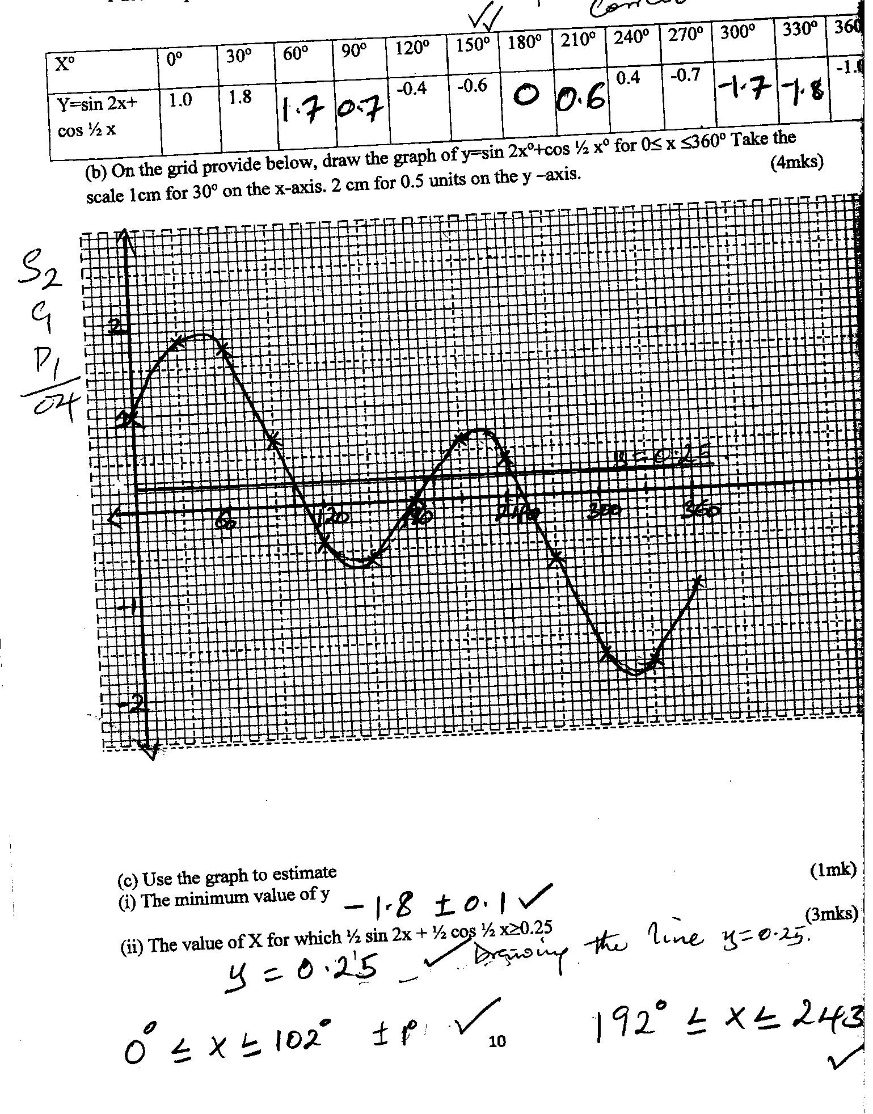 X° 0° 30° 60° 90° 120° 150° 180° 210° 240° 270° 300° 330° 360
Y=sin 2x+ cos ½ x 1.0 1.8 1.7 0.7 -0.4 -0.6 0 0.6 0.4 -0.7 -1.7 -1.8 -1.
(b) On the grid provide below, draw the graph of y=sin 2x°+cos ½ x° for 0≤ x ≤360° Take the
scale 1cm for 30° on the x-axis. 2 cm for 0.5 units on the y –axis. (4mks)
S2
P1
04
2
y=0.25
60 120 180 240 300 360
-1
-2
(c) Use the graph to estimate (1mk)
(i) The minimum value of y -1.8 ± 0.1 ✓
(ii) The value of X for which ½ sin 2x + ½ cos ½ x≥0.25 (3mks)
y = 0.25 ✓ Drawing the line y=0.25.
0° ≤ x ≤ 102° ✓ 192° ≤ x ≤ 243
10